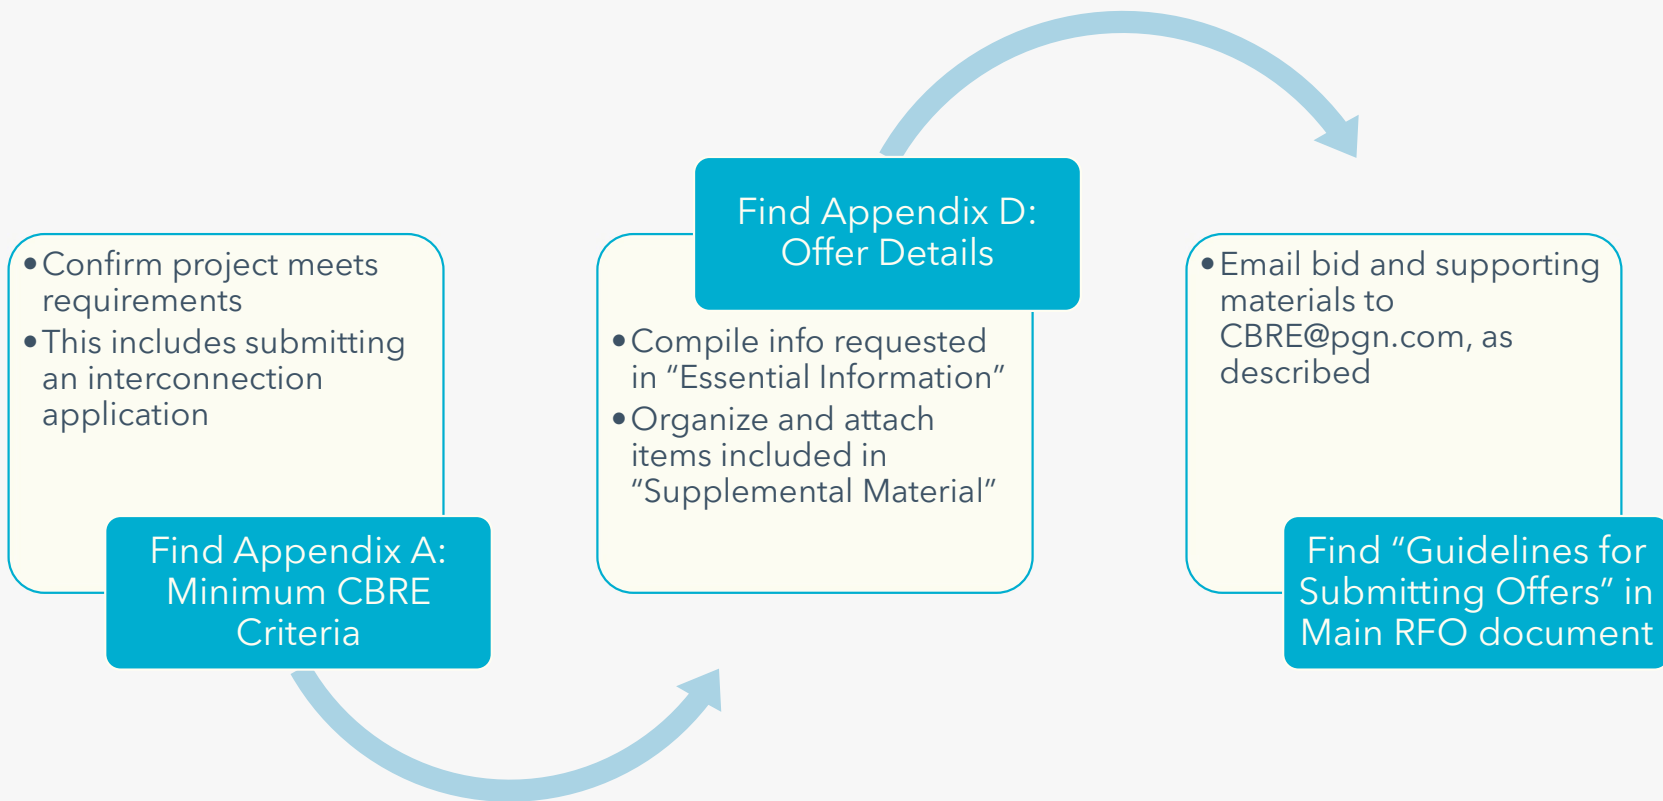 •Confirm project meets
requirements
•This includes submitting
an interconnection
application
Find Appendix A:
Minimum CBRE
Criteria
Find Appendix D:
Offer Details
•Compile info requested
in “Essential Information”
•Organize and attach
items included in
“Supplemental Material”
•Email bid and supporting
materials to
CBRE@pgn.com, as
described
Find “Guidelines for
Submitting Offers” in
Main RFO document